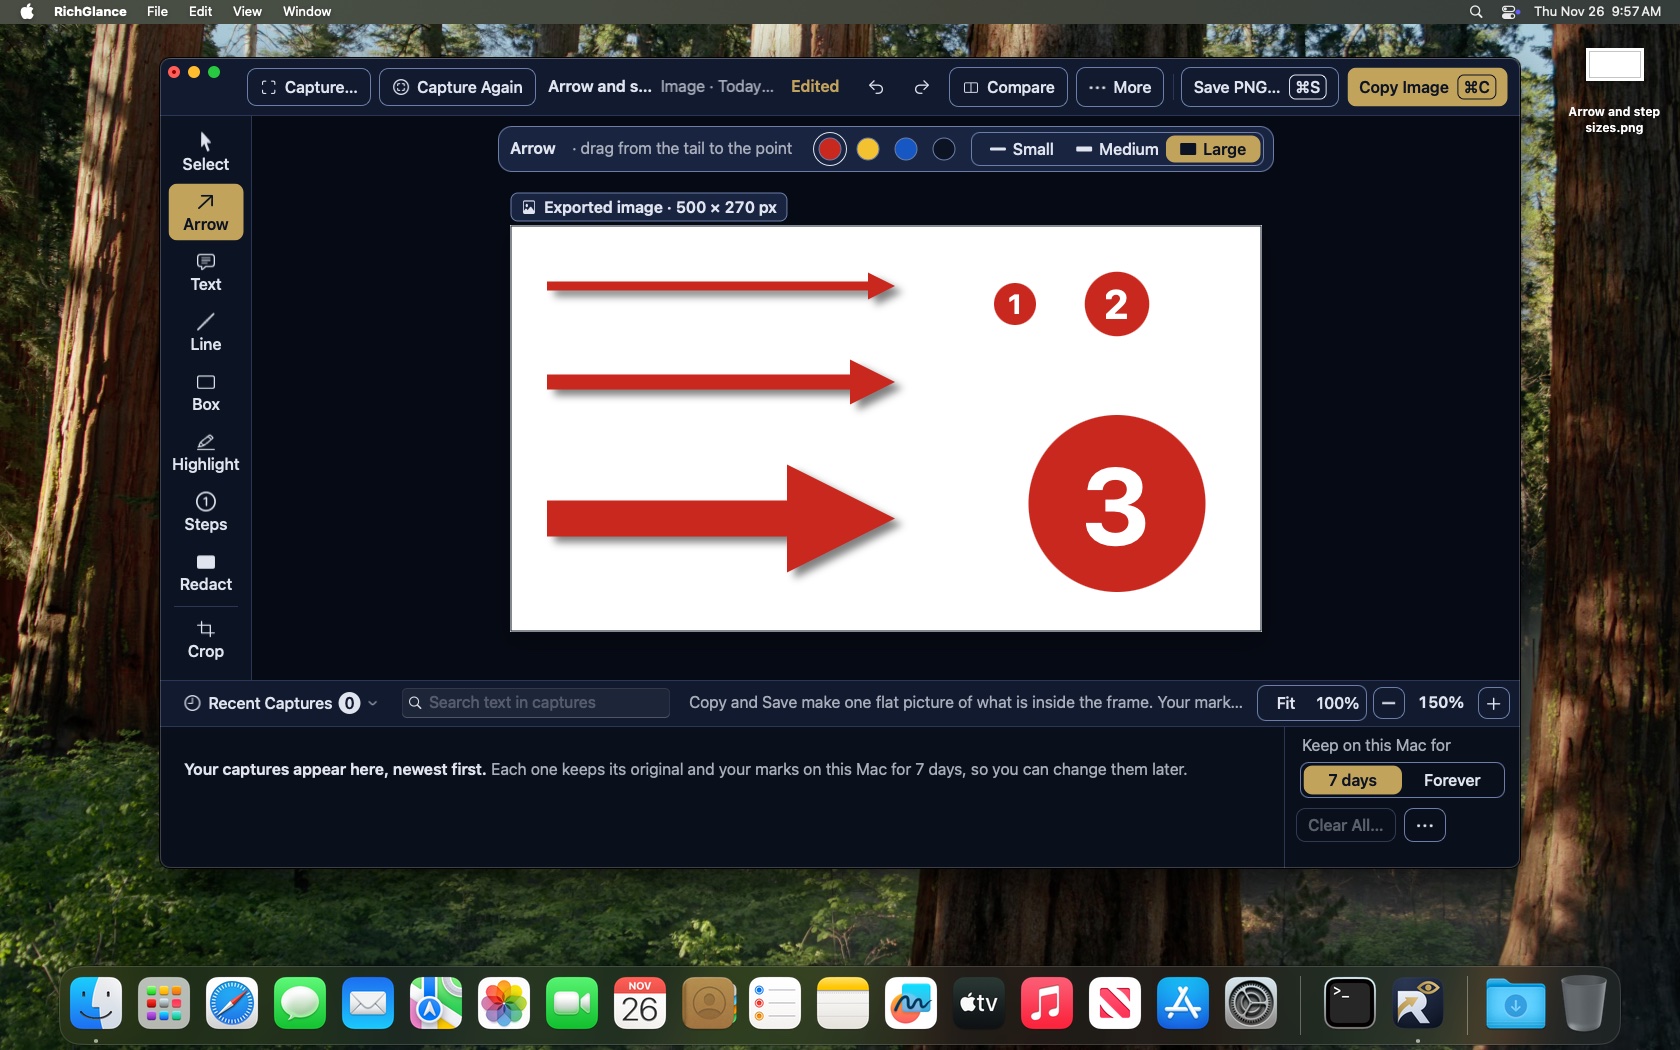 RichGlance File Edit View Window
Thu Nov 26 9:57 AM
Capture...
Capture Again
Arrow and s... Image · Today... Edited
Compare
··· More
Save PNG... ⌘S
Copy Image ⌘C
Arrow and step
sizes.png
Select
Arrow
Text
Line
Box
Highlight
1
Steps
Redact
Crop
Arrow · drag from the tail to the point
Small
Medium
Large
Exported image · 500 × 270 px
1
2
3
Recent Captures 0
Search text in captures
Copy and Save make one flat picture of what is inside the frame. Your mark...
Fit 100%
150%
Your captures appear here, newest first. Each one keeps its original and your marks on this Mac for 7 days, so you can change them later.
Keep on this Mac for
7 days Forever
Clear All... ···
NOV
26
tv
>_